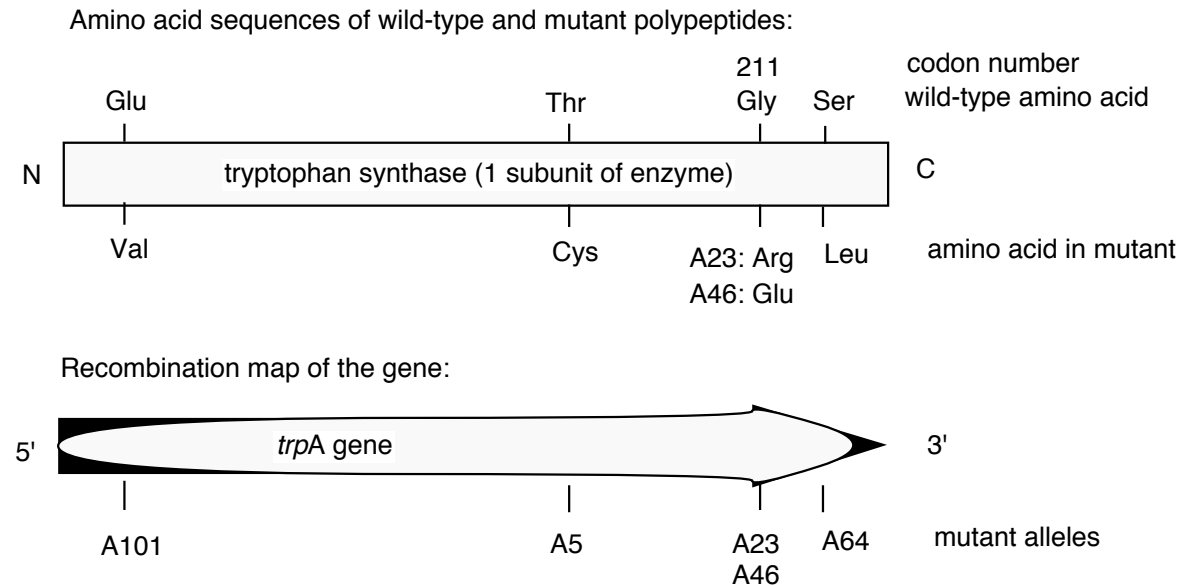 Amino acid sequences of wild-type and mutant polypeptides:
211 codon number
Glu Thr Gly Ser wild-type amino acid
N tryptophan synthase (1 subunit of enzyme) C
Val Cys A23: Arg Leu amino acid in mutant
A46: Glu
Recombination map of the gene:
5' trpA gene 3'
A101 A5 A23 A64 mutant alleles
A46